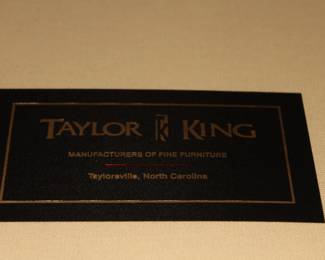 TAYLOR TK KING
MANUFACTURERS OF FINE FURNITURE
Taylorsville, North Carolina